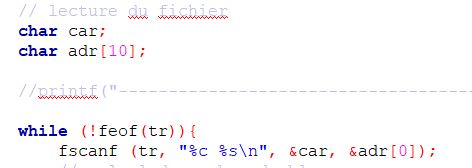 // lecture du fichier
char car;
char adr[10];
//printf("------------------------------------
while (!feof(tr)){
fscanf (tr, "%c %s\n", &car, &adr[0]);